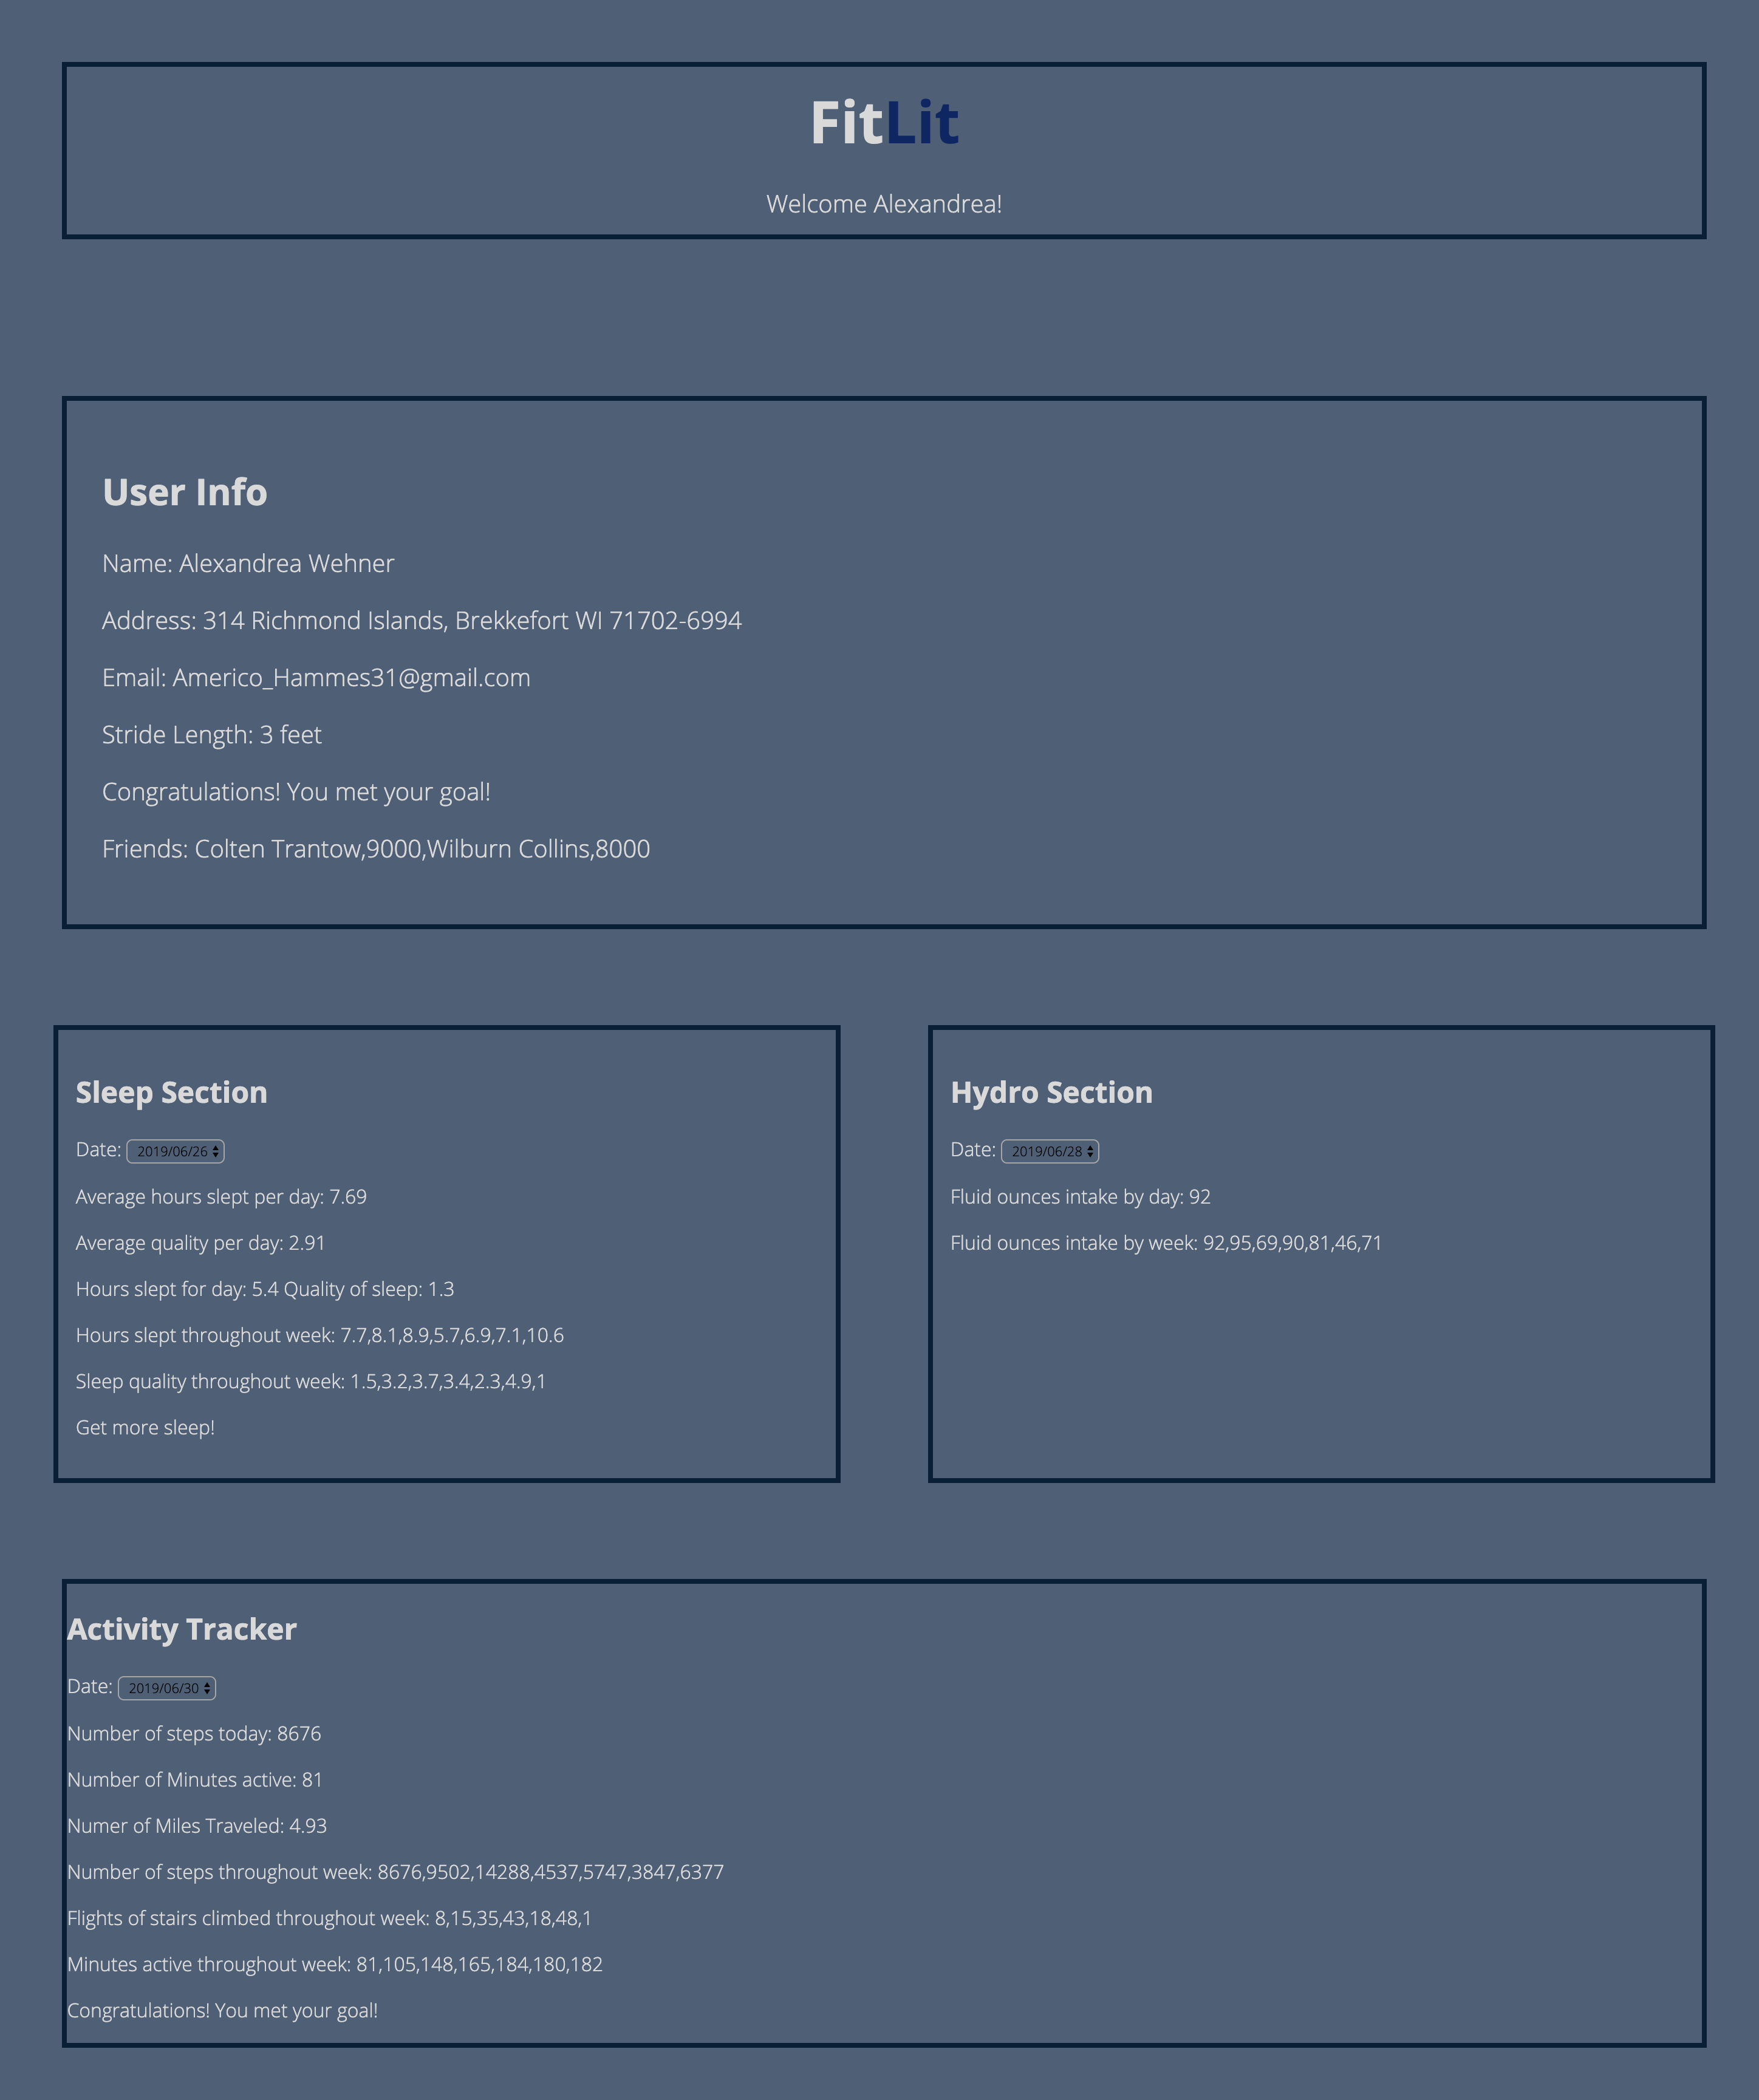 FitLit
Welcome Alexandrea!
User Info
Name: Alexandrea Wehner
Address: 314 Richmond Islands, Brekkefort WI 71702-6994
Email: Americo_Hammes31@gmail.com
Stride Length: 3 feet
Congratulations! You met your goal!
Friends: Colten Trantow,9000,Wilburn Collins,8000
Sleep Section
Date: 2019/06/26
Average hours slept per day: 7.69
Average quality per day: 2.91
Hours slept for day: 5.4 Quality of sleep: 1.3
Hours slept throughout week: 7.7,8.1,8.9,5.7,6.9,7.1,10.6
Sleep quality throughout week: 1.5,3.2,3.7,3.4,2.3,4.9,1
Get more sleep!
Hydro Section
Date: 2019/06/28
Fluid ounces intake by day: 92
Fluid ounces intake by week: 92,95,69,90,81,46,71
Activity Tracker
Date: 2019/06/30
Number of steps today: 8676
Number of Minutes active: 81
Numer of Miles Traveled: 4.93
Number of steps throughout week: 8676,9502,14288,4537,5747,3847,6377
Flights of stairs climbed throughout week: 8,15,35,43,18,48,1
Minutes active throughout week: 81,105,148,165,184,180,182
Congratulations! You met your goal!